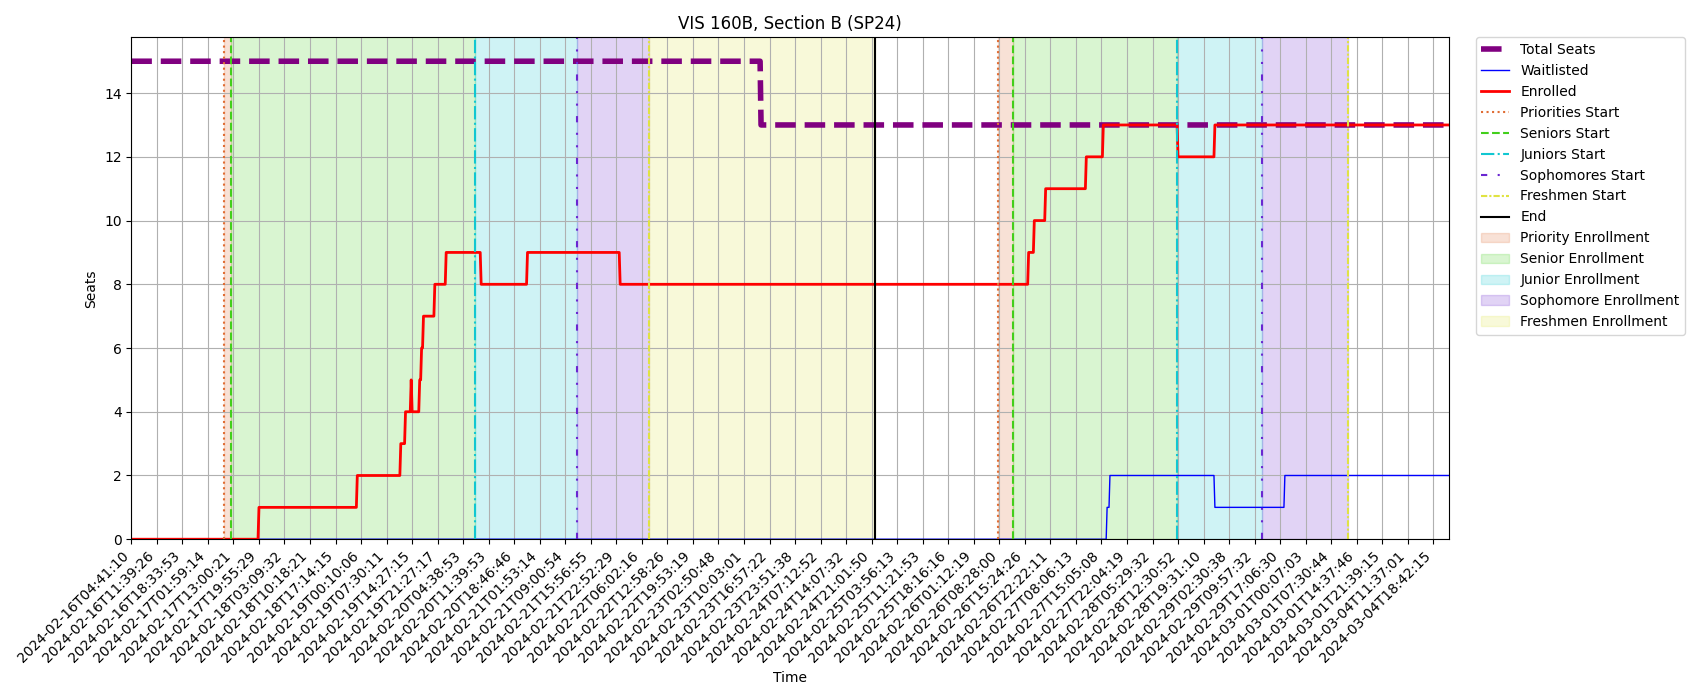 VIS 160B, Section B (SP24)
Total Seats
Waitlisted
Enrolled
Priorities Start
Seniors Start
Juniors Start
Sophomores Start
Freshmen Start
End
Priority Enrollment
Senior Enrollment
Junior Enrollment
Sophomore Enrollment
Freshmen Enrollment
Seats
14
12
10
8
6
4
2
0
2024-02-16T04:41:10
2024-02-16T11:39:26
2024-02-16T18:33:53
2024-02-17T01:59:14
2024-02-17T13:00:21
2024-02-17T19:55:29
2024-02-18T03:09:32
2024-02-18T10:18:21
2024-02-18T17:14:15
2024-02-19T00:10:06
2024-02-19T07:30:11
2024-02-19T14:27:15
2024-02-19T21:27:17
2024-02-20T04:38:53
2024-02-20T11:39:53
2024-02-20T18:46:46
2024-02-21T01:53:14
2024-02-21T09:00:54
2024-02-21T15:56:55
2024-02-21T22:52:29
2024-02-22T06:02:16
2024-02-22T12:58:26
2024-02-22T19:53:19
2024-02-23T02:50:48
2024-02-23T10:03:01
2024-02-23T16:57:22
2024-02-23T23:51:38
2024-02-24T07:12:52
2024-02-24T14:07:32
2024-02-24T21:01:50
2024-02-25T03:56:13
2024-02-25T11:21:53
2024-02-25T18:16:16
2024-02-26T01:12:19
2024-02-26T08:28:00
2024-02-26T15:24:26
2024-02-26T22:22:11
2024-02-27T08:06:13
2024-02-27T15:05:08
2024-02-27T22:04:19
2024-02-28T05:29:32
2024-02-28T12:30:52
2024-02-28T19:31:10
2024-02-29T02:30:38
2024-02-29T09:57:32
2024-02-29T17:06:30
2024-03-01T00:07:03
2024-03-01T07:30:44
2024-03-01T14:37:46
2024-03-01T21:39:15
2024-03-04T11:37:01
2024-03-04T18:42:15
Time